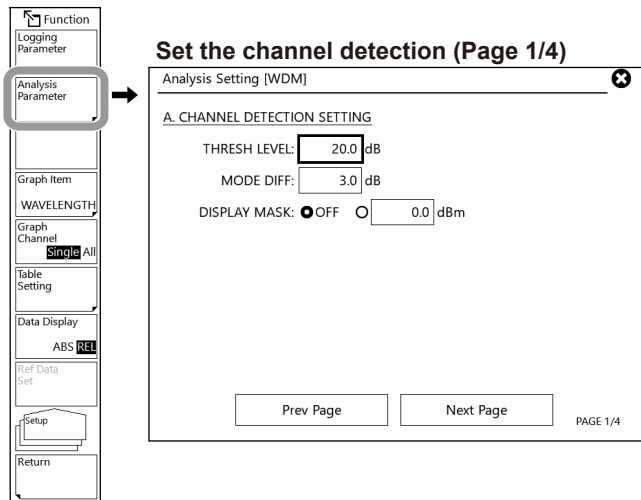 Function
Logging
Parameter
Analysis
Parameter
Graph Item
WAVELENGTH
Graph
Channel
Single All
Table
Setting
Data Display
ABS REL
Ref Data
Set
Setup
Return
Set the channel detection (Page 1/4)
Analysis Setting [WDM]
A. CHANNEL DETECTION SETTING
THRESH LEVEL: 20.0 dB
MODE DIFF: 3.0 dB
DISPLAY MASK: OFF 0.0 dBm
Prev Page Next Page PAGE 1/4